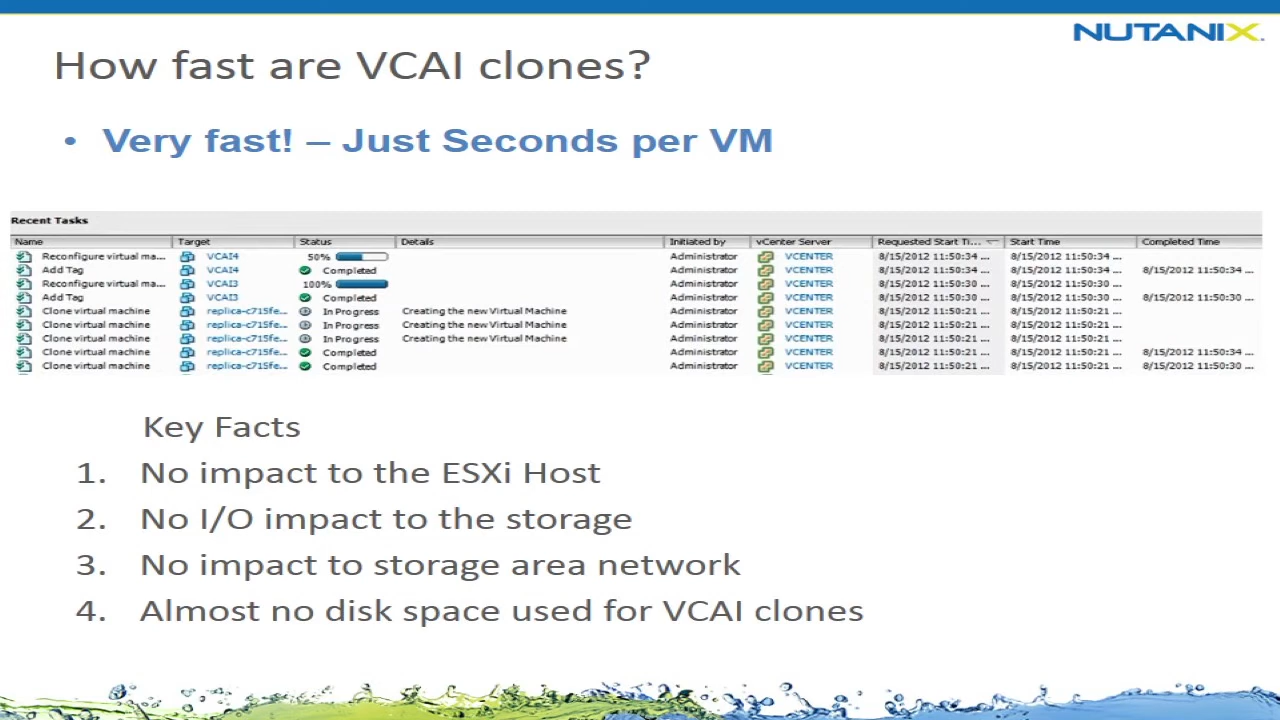 NUTANIX
How fast are VCAI clones?
• Very fast! – Just Seconds per VM
Recent Tasks
Name Target Status Details Initiated by vCenter Server Requested Start Ti... Start Time Completed Time
Reconfigure virtual ma... VCAI4 50% Administrator VCENTER 8/15/2012 11:50:34 ... 8/15/2012 11:50:34 ...
Add Tag VCAI4 Completed Administrator VCENTER 8/15/2012 11:50:34 ... 8/15/2012 11:50:34 ... 8/15/2012 11:50:34 ...
Reconfigure virtual ma... VCAI3 100% Administrator VCENTER 8/15/2012 11:50:30 ... 8/15/2012 11:50:30 ...
Add Tag VCAI3 Completed Administrator VCENTER 8/15/2012 11:50:30 ... 8/15/2012 11:50:30 ... 8/15/2012 11:50:30 ...
Clone virtual machine replica-c715fe... In Progress Creating the new Virtual Machine Administrator VCENTER 8/15/2012 11:50:21 ... 8/15/2012 11:50:21 ...
Clone virtual machine replica-c715fe... In Progress Creating the new Virtual Machine Administrator VCENTER 8/15/2012 11:50:21 ... 8/15/2012 11:50:21 ...
Clone virtual machine replica-c715fe... In Progress Creating the new Virtual Machine Administrator VCENTER 8/15/2012 11:50:21 ... 8/15/2012 11:50:21 ...
Clone virtual machine replica-c715fe... Completed Administrator VCENTER 8/15/2012 11:50:21 ... 8/15/2012 11:50:21 ... 8/15/2012 11:50:34 ...
Clone virtual machine replica-c715fe... Completed Administrator VCENTER 8/15/2012 11:50:21 ... 8/15/2012 11:50:21 ... 8/15/2012 11:50:30 ...
Key Facts
1. No impact to the ESXi Host
2. No I/O impact to the storage
3. No impact to storage area network
4. Almost no disk space used for VCAI clones